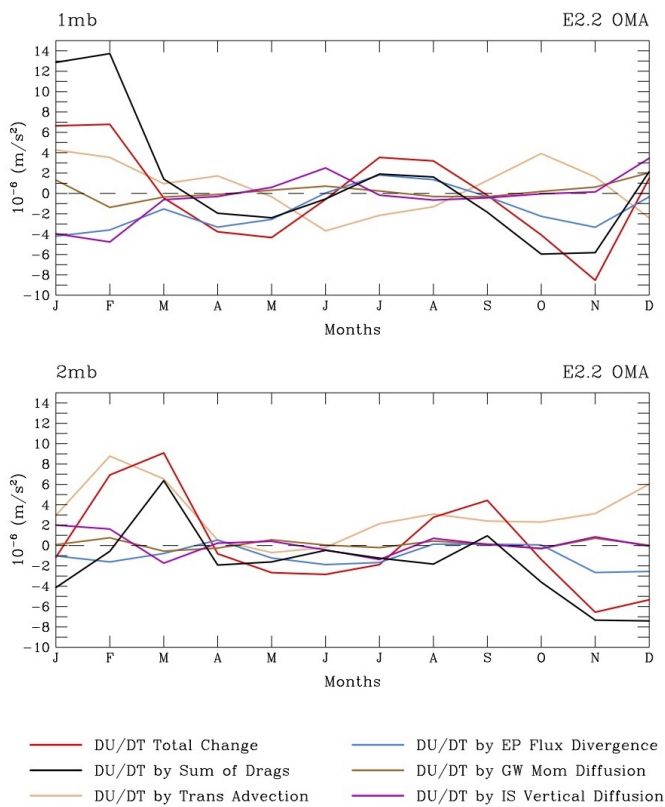 1mb E2.2 OMA
14
12
10
8
6
4
2
0
−2
−4
−6
−8
−10
10⁻⁶ (m/s²)
J F M A M J J A S O N D
Months
2mb E2.2 OMA
14
12
10
8
6
4
2
0
−2
−4
−6
−8
−10
10⁻⁶ (m/s²)
J F M A M J J A S O N D
Months
DU/DT Total Change DU/DT by EP Flux Divergence
DU/DT by Sum of Drags DU/DT by GW Mom Diffusion
DU/DT by Trans Advection DU/DT by IS Vertical Diffusion